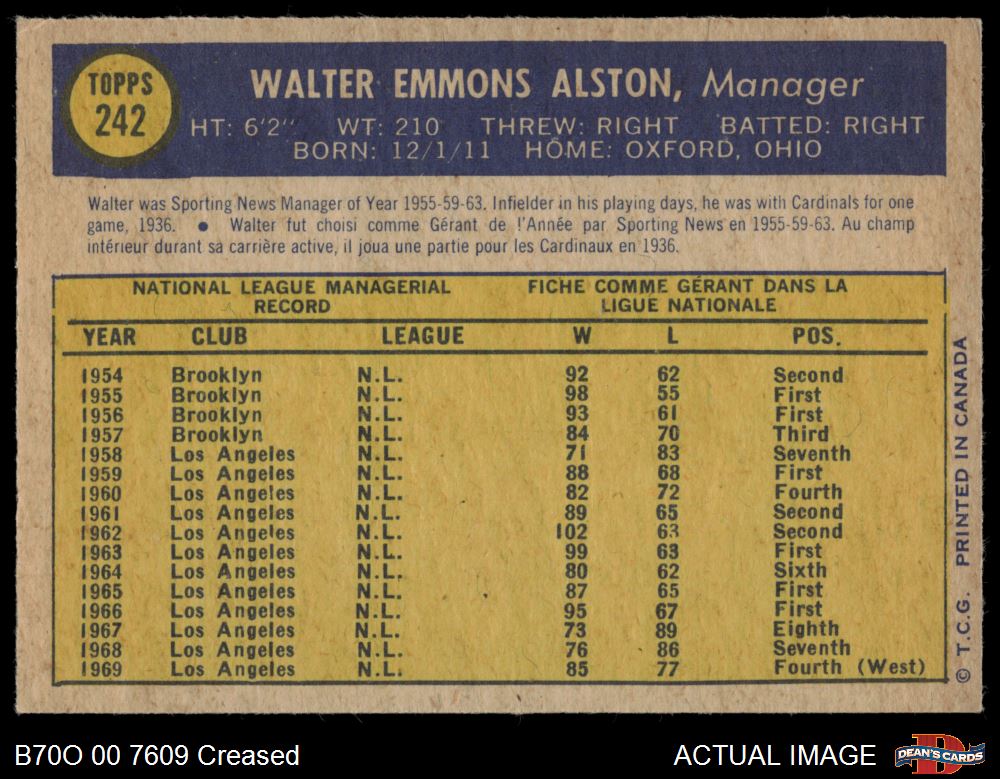 TOPPS
242
WALTER EMMONS ALSTON, Manager
HT: 6'2" WT: 210 THREW: RIGHT BATTED: RIGHT
BORN: 12/1/11 HOME: OXFORD, OHIO
Walter was Sporting News Manager of Year 1955-59-63. Infielder in his playing days, he was with Cardinals for one
game, 1936. ● Walter fut choisi comme Gérant de l'Année par Sporting News en 1955-59-63. Au champ
intérieur durant sa carrière active, il joua une partie pour les Cardinaux en 1936.
NATIONAL LEAGUE MANAGERIAL
RECORD
FICHE COMME GÉRANT DANS LA
LIGUE NATIONALE
YEAR CLUB LEAGUE W L POS.
1954 Brooklyn N.L. 92 62 Second
1955 Brooklyn N.L. 98 55 First
1956 Brooklyn N.L. 93 61 First
1957 Brooklyn N.L. 84 70 Third
1958 Los Angeles N.L. 71 83 Seventh
1959 Los Angeles N.L. 88 68 First
1960 Los Angeles N.L. 82 72 Fourth
1961 Los Angeles N.L. 89 65 Second
1962 Los Angeles N.L. 102 63 Second
1963 Los Angeles N.L. 99 63 First
1964 Los Angeles N.L. 80 62 Sixth
1965 Los Angeles N.L. 87 65 First
1966 Los Angeles N.L. 95 67 First
1967 Los Angeles N.L. 73 89 Eighth
1968 Los Angeles N.L. 76 86 Seventh
1969 Los Angeles N.L. 85 77 Fourth (West)
© T.C.G. PRINTED IN CANADA
B70O 00 7609 Creased
ACTUAL IMAGE
DEAN'S CARDS